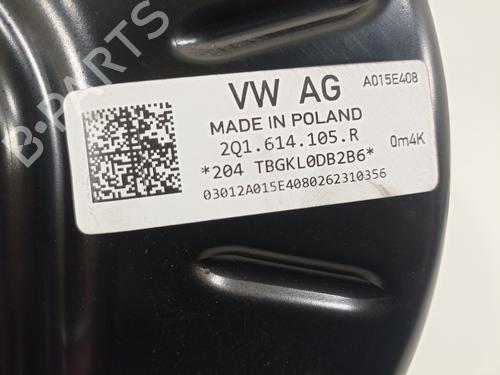 B-PARTS
VW AG
A015E408
MADE IN POLAND
2Q1.614.105.R
0m4K
*204 TBGKL0DB2B6*
03012A015E4080262310356